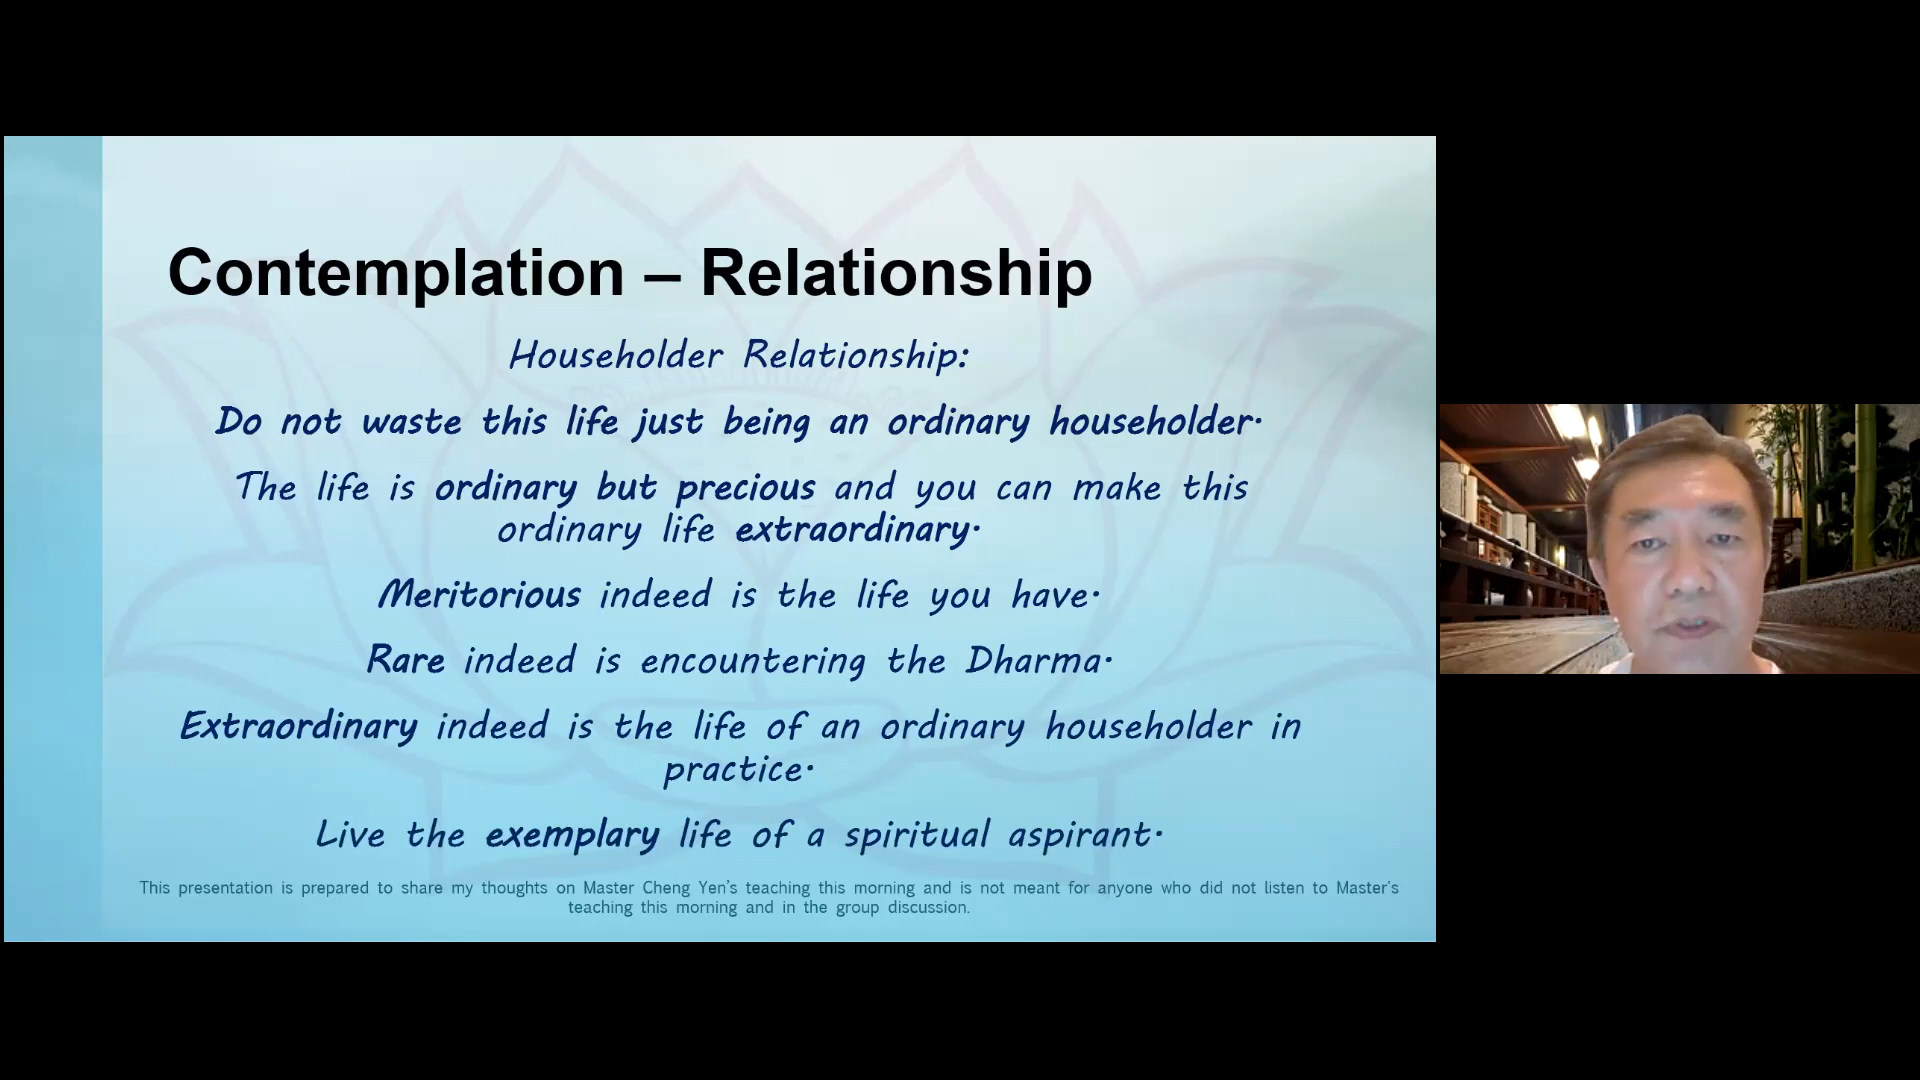 Contemplation – Relationship
Householder Relationship:
Do not waste this life just being an ordinary householder.
The life is ordinary but precious and you can make this
ordinary life extraordinary.
Meritorious indeed is the life you have.
Rare indeed is encountering the Dharma.
Extraordinary indeed is the life of an ordinary householder in
practice.
Live the exemplary life of a spiritual aspirant.
This presentation is prepared to share my thoughts on Master Cheng Yen's teaching this morning and is not meant for anyone who did not listen to Master's
teaching this morning and in the group discussion.